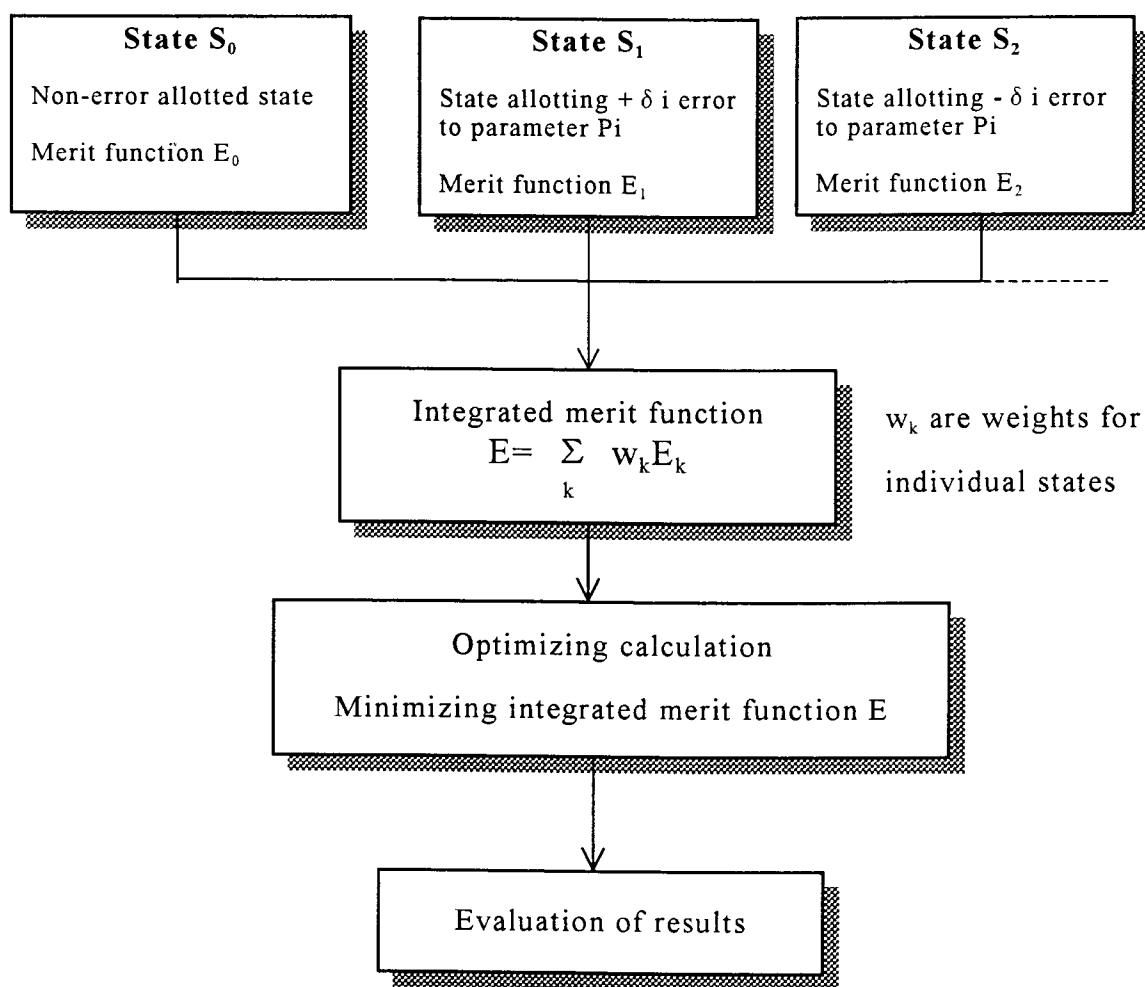 State S₀
Non-error allotted state
Merit function E₀
State S₁
State allotting + δ i error
to parameter Pi
Merit function E₁
State S₂
State allotting - δ i error
to parameter Pi
Merit function E₂
Integrated merit function
E= Σ wₖEₖ
k
wₖ are weights for
individual states
Optimizing calculation
Minimizing integrated merit function E
Evaluation of results